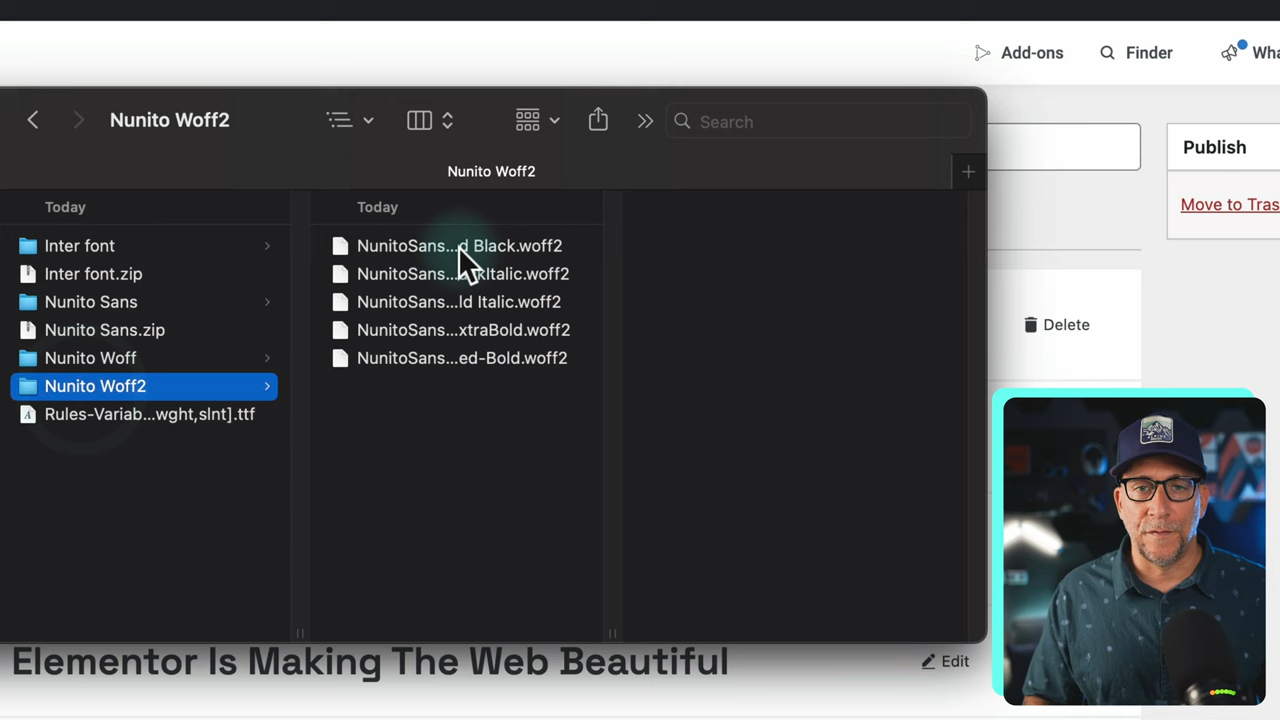 Add-ons
Finder
Nunito Woff2
Search
Nunito Woff2
Publish
Move to Tras
Today
Inter font
Inter font.zip
Nunito Sans
Nunito Sans.zip
Nunito Woff
Nunito Woff2
Rules-Variab...wght,slnt].ttf
Today
NunitoSans...d Black.woff2
NunitoSans...kItalic.woff2
NunitoSans...ld Italic.woff2
NunitoSans...xtraBold.woff2
NunitoSans...ed-Bold.woff2
Delete
Elementor Is Making The Web Beautiful
Edit